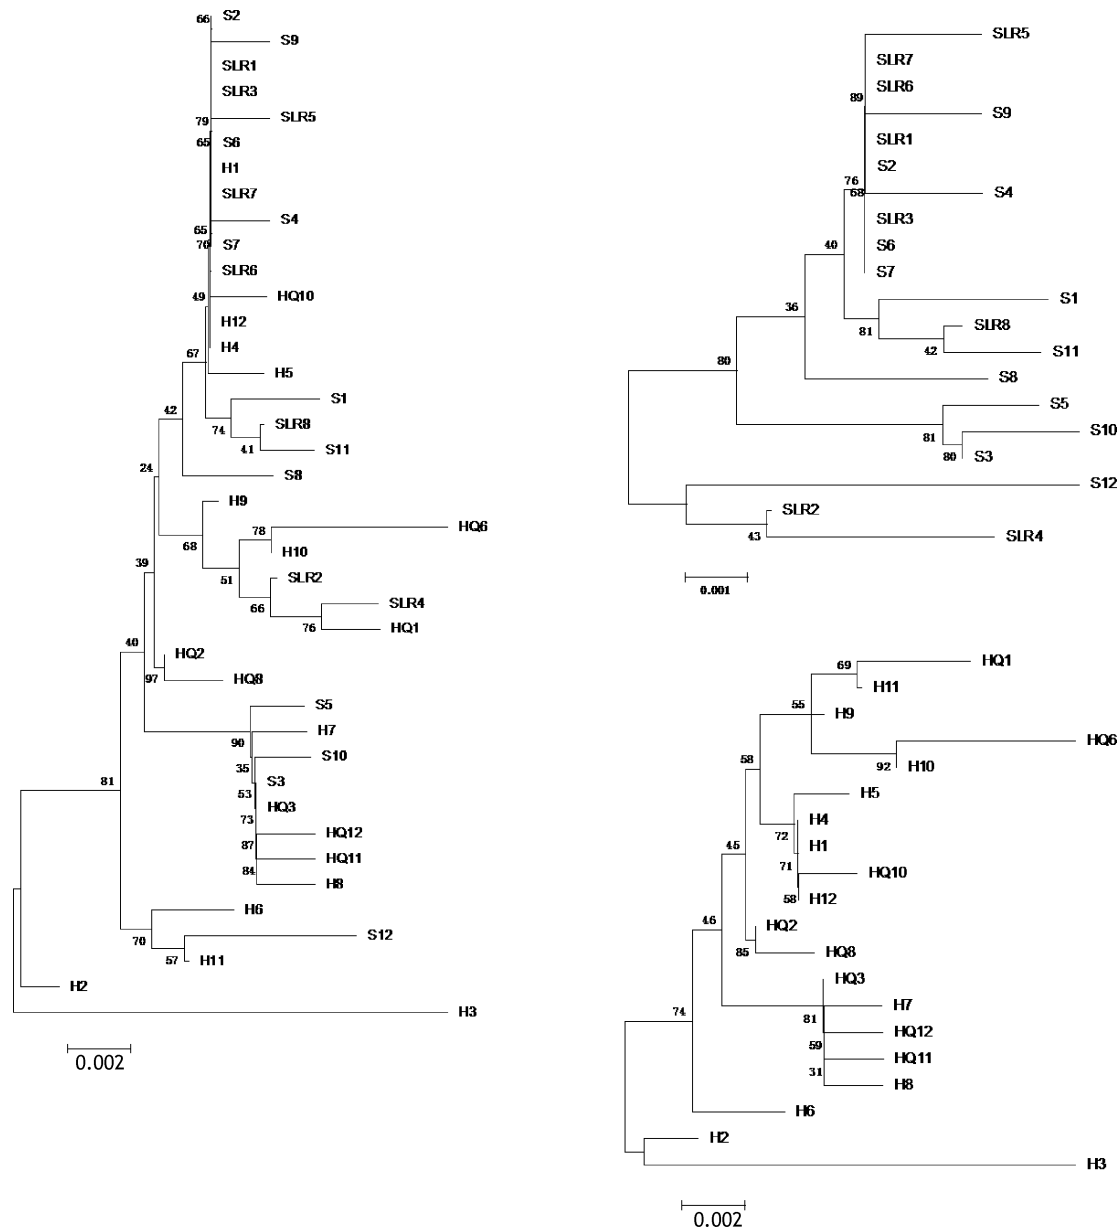 66
S2
S9
SLR1
SLR3
79
SLR5
65
S6
H1
SLR7
S4
65
70
S7
SLR6
49
HQ10
H12
H4
67
H5
S1
42
SLR8
74
41
S11
24
S8
H9
78
HQ6
68
H10
39
51
SLR2
66
SLR4
76
HQ1
40
HQ2
97
HQ8
S5
H7
90
S10
35
S3
81
53
HQ3
73
HQ12
87
HQ11
84
H8
H6
S12
70
57
H11
H2
H3
0.002
SLR5
SLR7
SLR6
89
S9
SLR1
S2
76
68
S4
SLR3
40
S6
S7
S1
36
SLR8
81
42
S11
80
S8
S5
81
S10
80
S3
S12
SLR2
43
SLR4
0.001
69
HQ1
H11
55
H9
HQ6
58
92
H10
H5
H4
72
45
H1
71
HQ10
58
H12
46
HQ2
85
HQ8
HQ3
74
H7
81
HQ12
59
HQ11
31
H8
H6
H2
H3
0.002